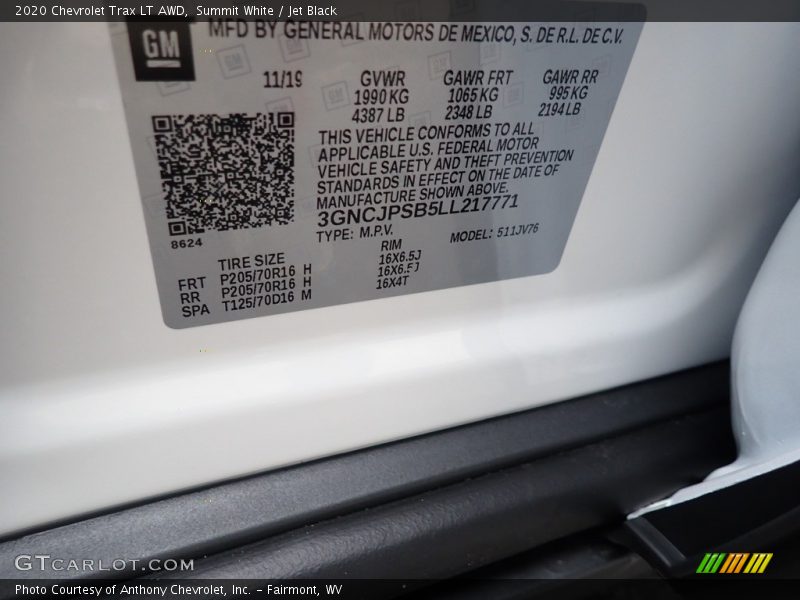 2020 Chevrolet Trax LT AWD, Summit White / Jet Black
GM
MFD BY GENERAL MOTORS DE MEXICO, S. DE R.L. DE C.V.
11/19 GVWR GAWR FRT GAWR RR
1990 KG 1065 KG 995 KG
4387 LB 2348 LB 2194 LB
THIS VEHICLE CONFORMS TO ALL
APPLICABLE U.S. FEDERAL MOTOR
VEHICLE SAFETY AND THEFT PREVENTION
STANDARDS IN EFFECT ON THE DATE OF
MANUFACTURE SHOWN ABOVE.
3GNCJPSB5LL217771
8624
TYPE: M.P.V. MODEL: 511JV76
TIRE SIZE RIM
FRT P205/70R16 H 16X6.5J
RR P205/70R16 H 16X6.5J
SPA T125/70D16 M 16X4T
GTCARLOT.COM
Photo Courtesy of Anthony Chevrolet, Inc. - Fairmont, WV